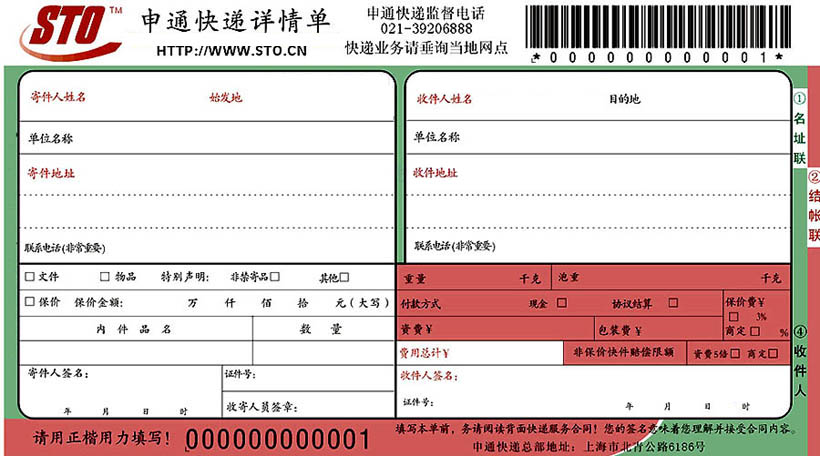 STO™
申通快递详情单
HTTP://WWW.STO.CN
申通快递监督电话
021-39206888
快递业务请垂询当地网点
*000000000001*
寄件人姓名 始发地
单位名称
寄件地址
联系电话(非常重要)
收件人姓名 目的地
单位名称
收件地址
联系电话(非常重要)
①名址联
②结帐联
④收件人
□文件 □物品 特别声明: 非禁寄品□ 其他□
□保价 保价金额: 万 仟 佰 拾 元(大写)
内件品名 数量
重量 千克 泡重 千克
付款方式 现金 □ 协议结算 □
保价费¥
□ 3%
商定□ %
资费¥ 包装费¥
费用总计¥ 非保价快件赔偿限额 资费5倍□ 商定□
寄件人签名:
年 月 日 时
证件号:
收寄人员签章:
收件人签名:
证件号: 年 月 日 时
请用正楷用力填写! 000000000001
填写本单前，务请阅读背面快递服务合同! 您的签名意味着您理解并接受合同内容。
申通快递总部地址: 上海市北青公路6186号